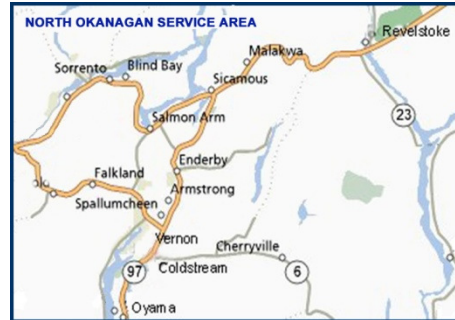 NORTH OKANAGAN SERVICE AREA
Revelstoke
Malakwa
Blind Bay
Sorrento
Sicamous
23
Salmon Arm
Enderby
Falkland
Armstrong
Spallumcheen
Vernon
Cherryville
97
Coldstream
6
Oyama